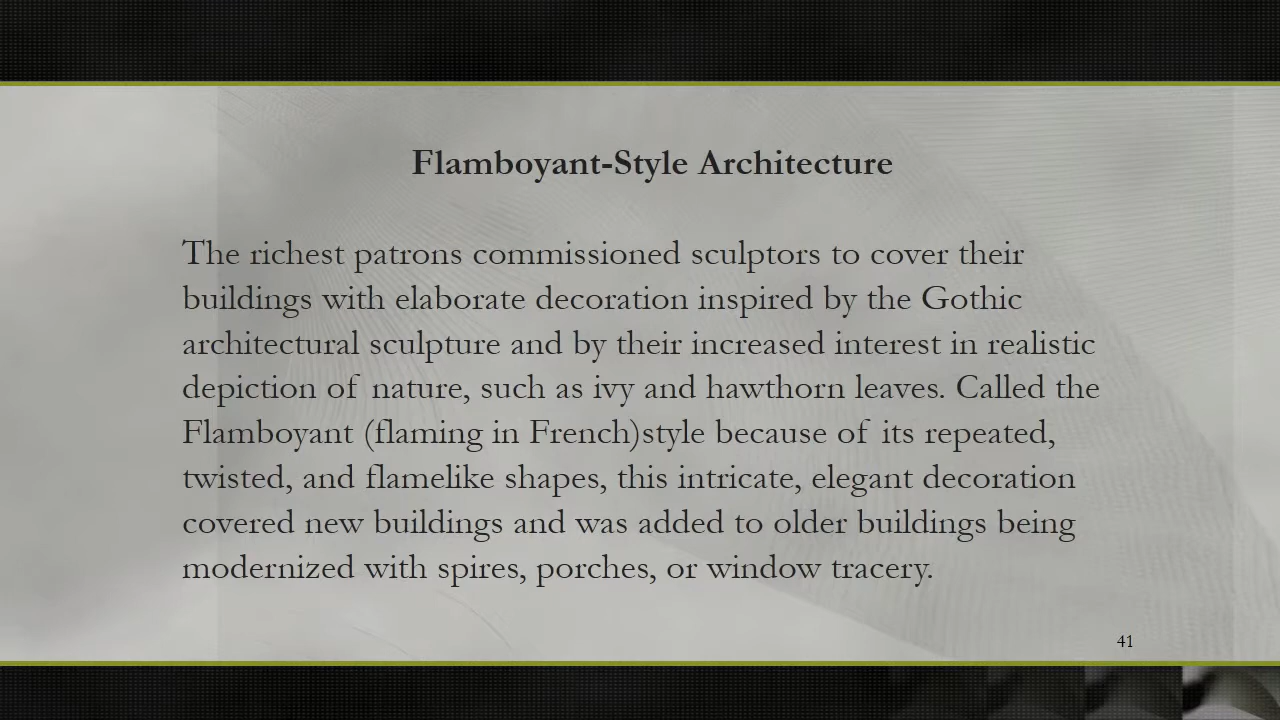 Flamboyant-Style Architecture
The richest patrons commissioned sculptors to cover their
buildings with elaborate decoration inspired by the Gothic
architectural sculpture and by their increased interest in realistic
depiction of nature, such as ivy and hawthorn leaves. Called the
Flamboyant (flaming in French)style because of its repeated,
twisted, and flamelike shapes, this intricate, elegant decoration
covered new buildings and was added to older buildings being
modernized with spires, porches, or window tracery.
41